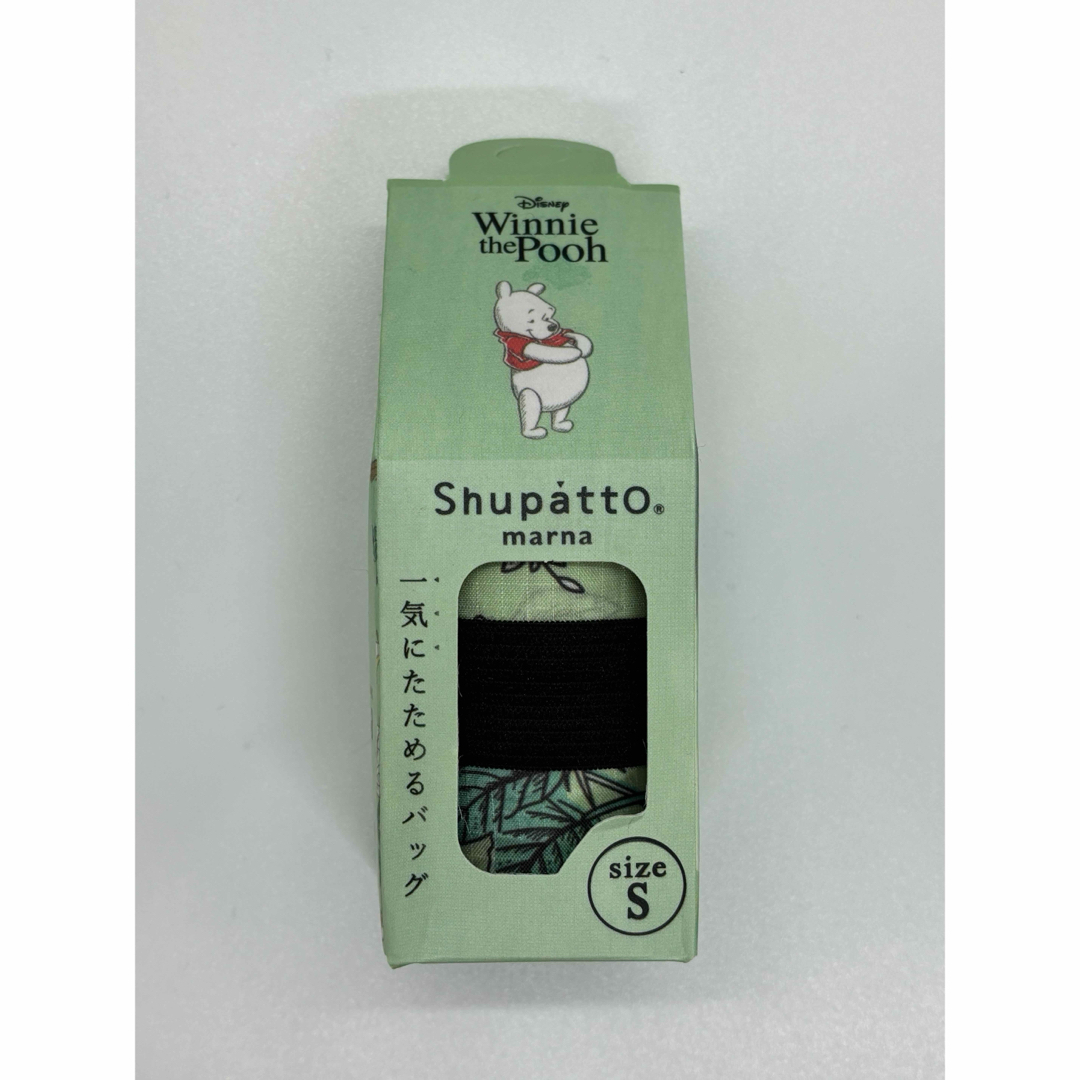 Disney
Winnie
the Pooh
Shupatto®
marna
一気にたためるバッグ
size
S